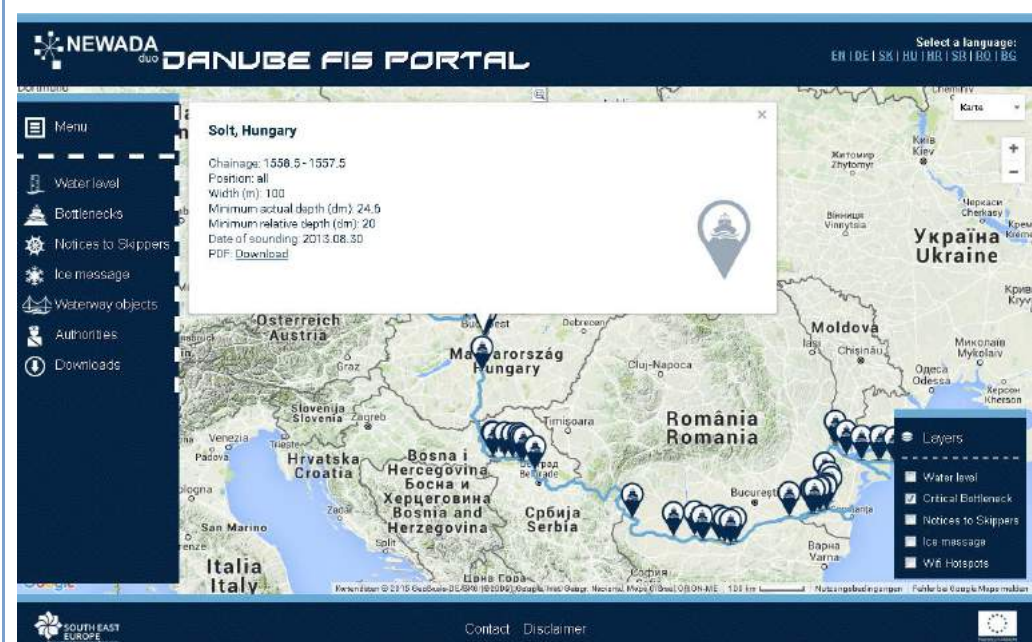 NEWADA
duo
DANUBE FIS PORTAL
Select a language:
EN | DE | SK | HU | HR | SR | RO | BG
Menu
Water level
Bottlenecks
Notices to Skippers
Ice message
Waterway objects
Authorities
Downloads
Solt, Hungary
Chainage: 1558.5 - 1557.5
Position: all
Width (m): 100
Minimum actual depth (dm): 24.6
Minimum relative depth (dm): 20
Date of sounding: 2013.08.30
PDF: Download
Karte
+
−
Київ
Kiev
Житомир
Zhytomyr
Вінниця
Vinnytsia
Черкаси
Cherkasy
Україна
Ukraine
Österreich
Austria
Graz
Debrecen
Magyarország
Hungary
Cluj-Napoca
Moldova
Iași
Chișinău
Миколаїв
Mykolaiv
Одеса
Odessa
Херсон
Kherson
Slovenija
Slovenia
Zagreb
Timișoara
România
Romania
Venezia
Padova
Trieste
Hrvatska
Croatia
Bosna i
Hercegovina
Босна и
Херцеговина
Bosnia and
Herzegovina
Belgrade
Србија
Serbia
București
Zadar
Split
San Marino
Italia
Italy
Црна Гора
София
Варна
Varna
Layers
Water level
Critical Bottleneck
Notices to Skippers
Ice message
Wifi Hotspots
100 km
Nutzungsbedingungen
Fehler bei Google Maps melden
SOUTH EAST
EUROPE
Contact
Disclaimer